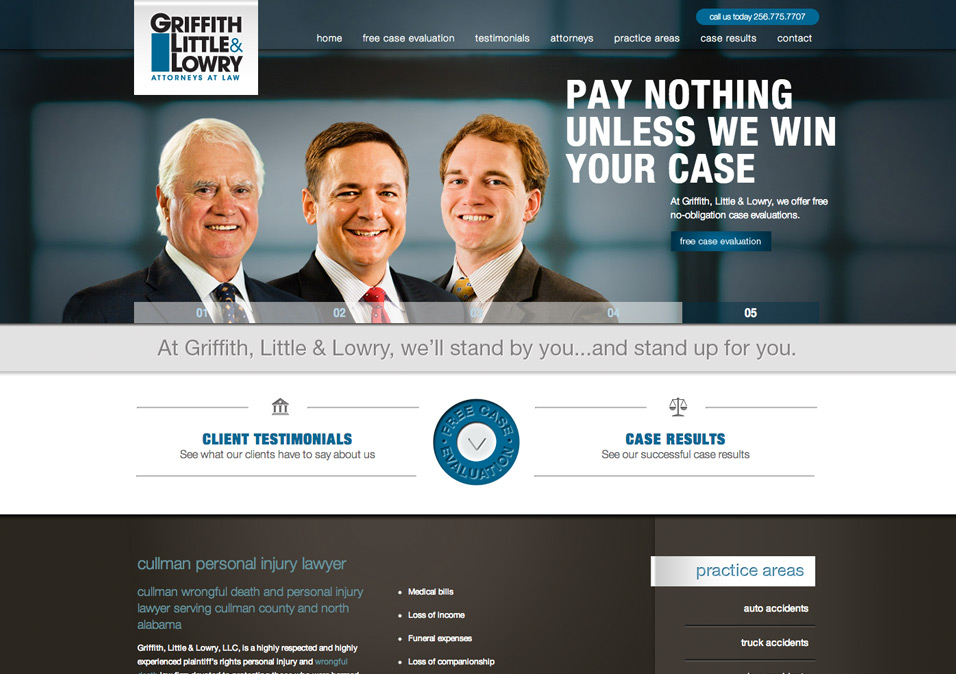 GRIFFITH
LITTLE&
LOWRY
ATTORNEYS AT LAW
call us today 256.775.7707
home free case evaluation testimonials attorneys practice areas case results contact
PAY NOTHING
UNLESS WE WIN
YOUR CASE
At Griffith, Little & Lowry, we offer free
no-obligation case evaluations.
free case evaluation
01 02 03 04 05
At Griffith, Little & Lowry, we'll stand by you...and stand up for you.
CLIENT TESTIMONIALS
See what our clients have to say about us
FREE CASE
EVALUATION
CASE RESULTS
See our successful case results
cullman personal injury lawyer
cullman wrongful death and personal injury
lawyer serving cullman county and north
alabama
Griffith, Little & Lowry, LLC, is a highly respected and highly
experienced plaintiff's rights personal injury and wrongful
Medical bills
Loss of income
Funeral expenses
Loss of companionship
practice areas
auto accidents
truck accidents